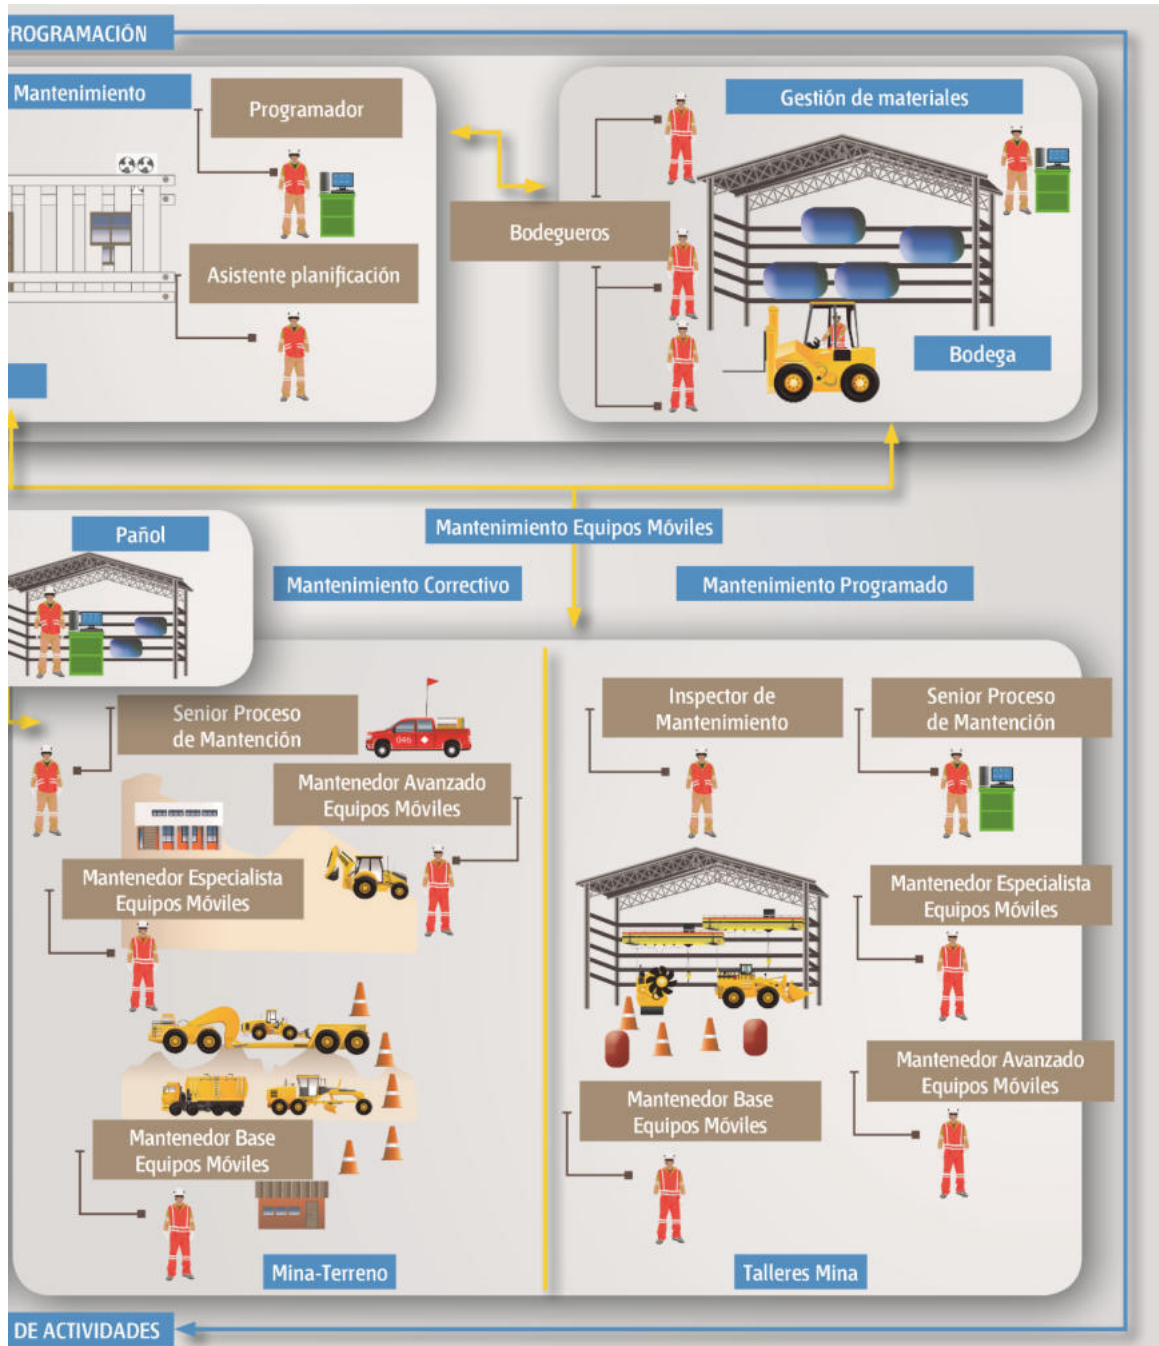 PROGRAMACIÓN
Mantenimiento
Programador
Asistente planificación
Gestión de materiales
Bodegueros
Bodega
Mantenimiento Equipos Móviles
Pañol
Mantenimiento Correctivo
Mantenimiento Programado
Senior Proceso
de Mantención
046
Mantenedor Avanzado
Equipos Móviles
Mantenedor Especialista
Equipos Móviles
Mantenedor Base
Equipos Móviles
Mina-Terreno
Inspector de
Mantenimiento
Senior Proceso
de Mantención
Mantenedor Especialista
Equipos Móviles
Mantenedor Avanzado
Equipos Móviles
Mantenedor Base
Equipos Móviles
Talleres Mina
DE ACTIVIDADES